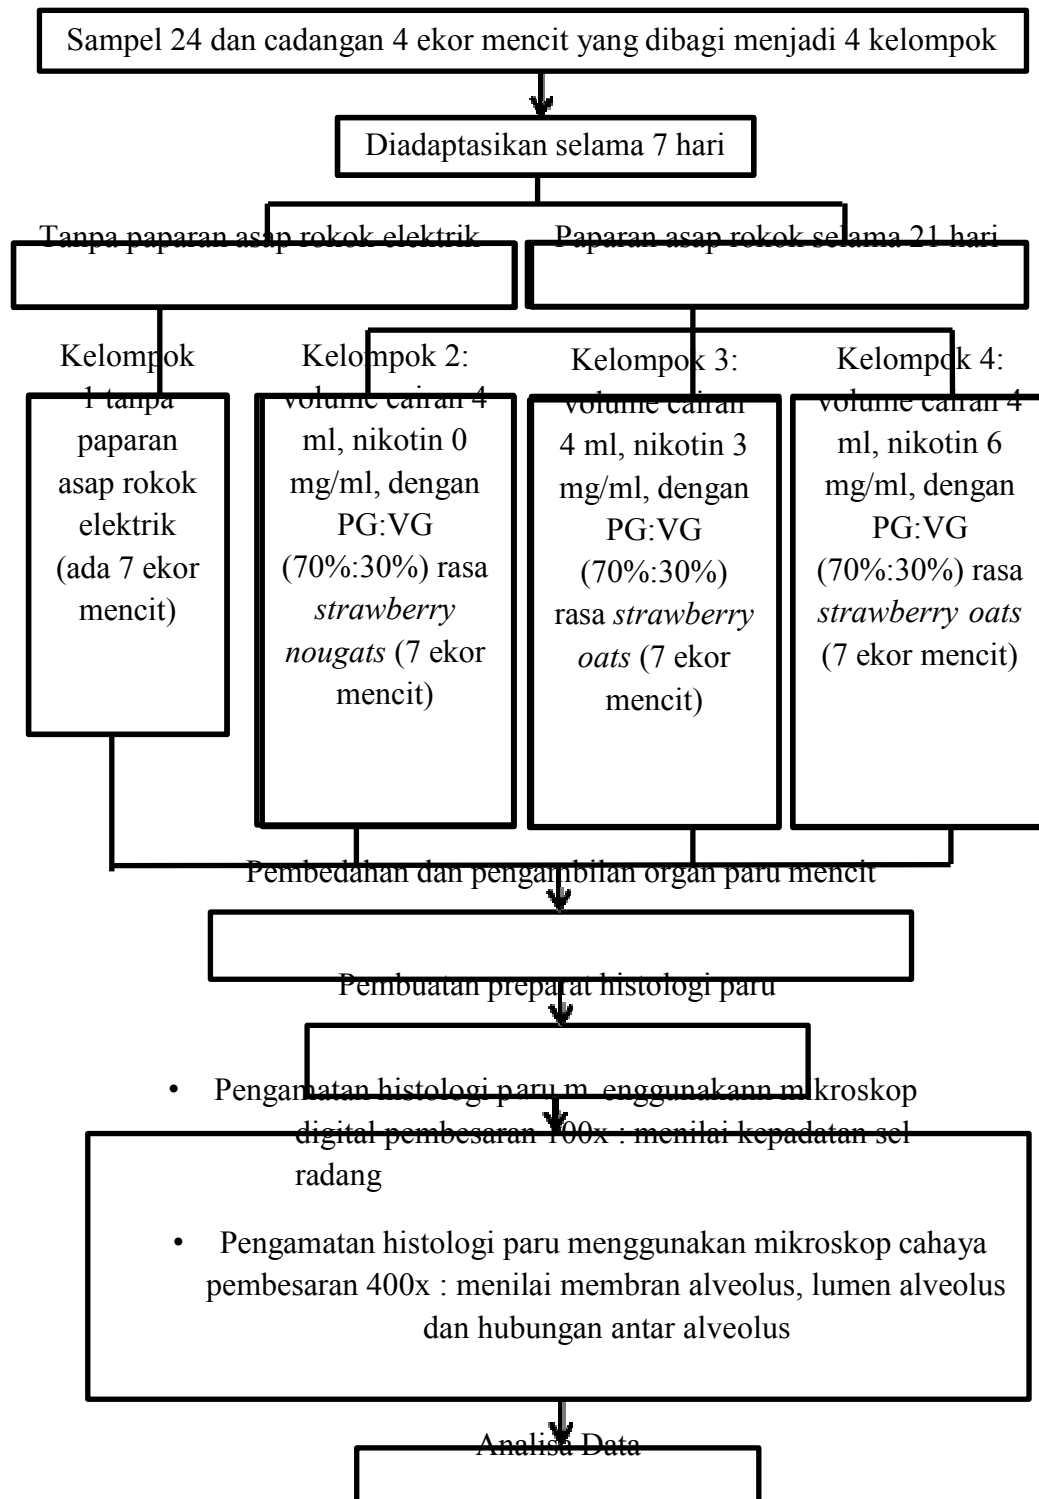 Sampel 24 dan cadangan 4 ekor mencit yang dibagi menjadi 4 kelompok
Diadaptasikan selama 7 hari
Tanpa paparan asap rokok elektrik
Paparan asap rokok selama 21 hari
Kelompok
1 tanpa
paparan
asap rokok
elektrik
(ada 7 ekor
mencit)
Kelompok 2:
volume cairan 4
ml, nikotin 0
mg/ml, dengan
PG:VG
(70%:30%) rasa
strawberry
nougats (7 ekor
mencit)
Kelompok 3:
volume cairan
4 ml, nikotin 3
mg/ml, dengan
PG:VG
(70%:30%)
rasa strawberry
oats (7 ekor
mencit)
Kelompok 4:
volume cairan 4
ml, nikotin 6
mg/ml, dengan
PG:VG
(70%:30%) rasa
strawberry oats
(7 ekor mencit)
Pembedahan dan pengambilan organ paru mencit
Pembuatan preparat histologi paru
• Pengamatan histologi paru m enggunakann mikroskop
digital pembesaran 100x : menilai kepadatan sel
radang
• Pengamatan histologi paru menggunakan mikroskop cahaya
pembesaran 400x : menilai membran alveolus, lumen alveolus
dan hubungan antar alveolus
Analisa Data